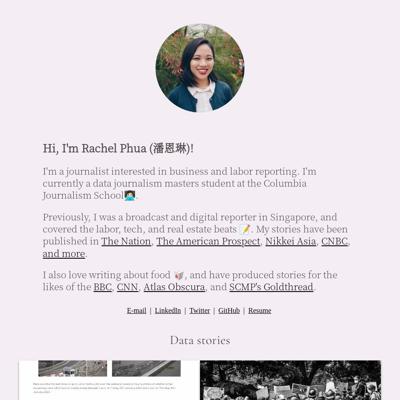 Hi, I'm Rachel Phua (潘恩琳)!
I'm a journalist interested in business and labor reporting. I'm
currently a data journalism masters student at the Columbia
Journalism School👩🏻‍💻.
Previously, I was a broadcast and digital reporter in Singapore, and
covered the labor, tech, and real estate beats 📝. My stories have been
published in The Nation, The American Prospect, Nikkei Asia, CNBC,
and more.
I also love writing about food 🥡, and have produced stories for the
likes of the BBC, CNN, Atlas Obscura, and SCMP's Goldthread.
E-mail | LinkedIn | Twitter | GitHub | Resume
Data stories